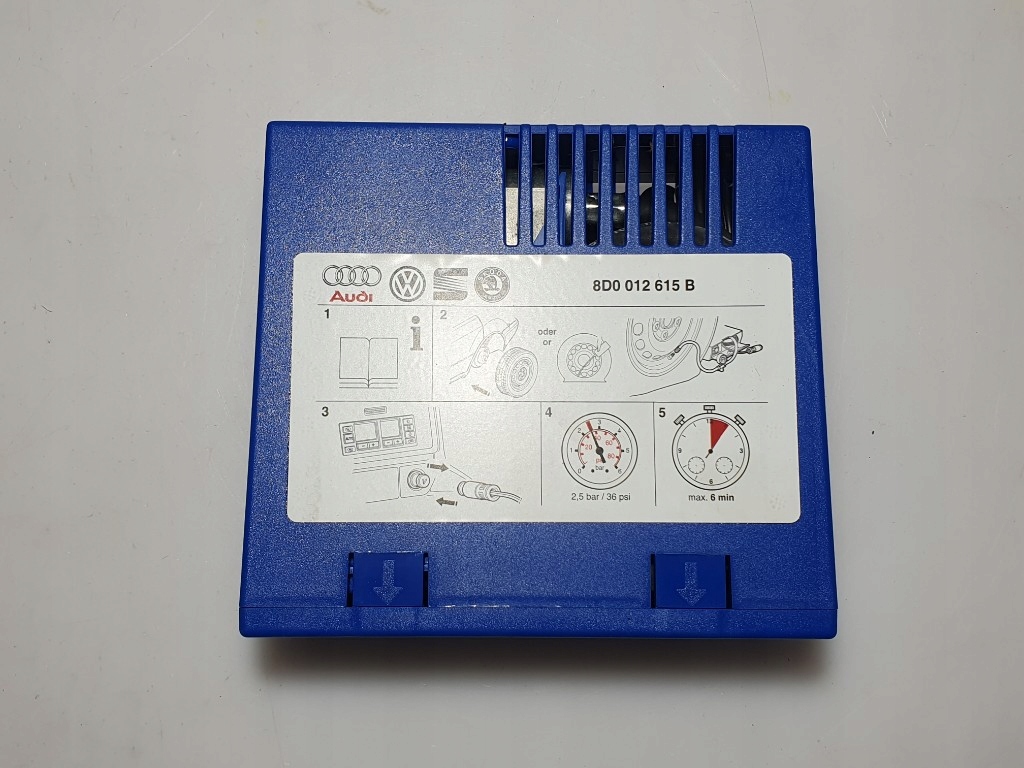 Audi
8D0 012 615 B
1
i
2
oder
or
3
4
5
2,5 bar / 36 psi
max. 6 min